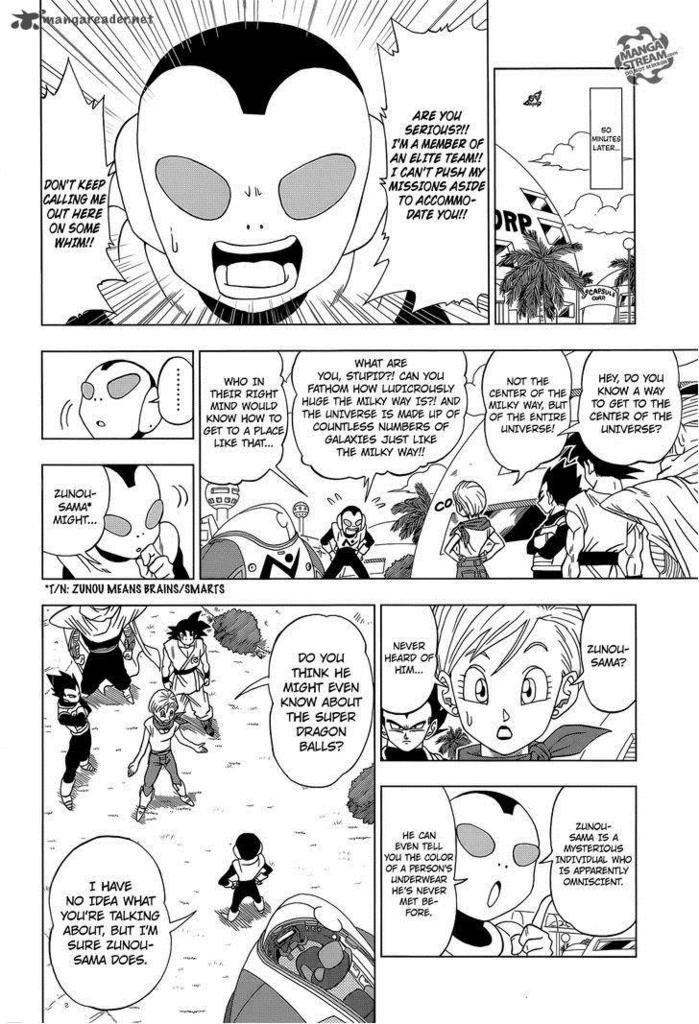 mangareader.net
MANGA
STREAM.com
DO NOT MIRROR
50
MINUTES
LATER...
ORP.
CAPSULE
CORP.
ARE YOU
SERIOUS?!!
I'M A MEMBER OF
AN ELITE TEAM!!
I CAN'T PUSH MY
MISSIONS ASIDE
TO ACCOMMO-
DATE YOU!!
DON'T KEEP
CALLING ME
OUT HERE
ON SOME
WHIM!!
HEY, DO YOU
KNOW A WAY
TO GET TO THE
CENTER OF THE
UNIVERSE?
NOT THE
CENTER OF THE
MILKY WAY, BUT
OF THE ENTIRE
UNIVERSE!
WHAT ARE
YOU, STUPID?! CAN YOU
FATHOM HOW LUDICROUSLY
HUGE THE MILKY WAY IS?! AND
THE UNIVERSE IS MADE UP OF
COUNTLESS NUMBERS OF
GALAXIES JUST LIKE
THE MILKY WAY!!
WHO IN
THEIR RIGHT
MIND WOULD
KNOW HOW TO
GET TO A PLACE
LIKE THAT...
CO
.......
ZUNOU-
SAMA*
MIGHT...
*T/N: ZUNOU MEANS BRAINS/SMARTS
ZUNOU-
SAMA?
NEVER
HEARD OF
HIM...
ZUNOU-
SAMA IS A
MYSTERIOUS
INDIVIDUAL WHO
IS APPARENTLY
OMNISCIENT.
HE CAN
EVEN TELL
YOU THE COLOR
OF A PERSON'S
UNDERWEAR
HE'S NEVER
MET BE-
FORE.
DO YOU
THINK HE
MIGHT EVEN
KNOW ABOUT
THE SUPER
DRAGON
BALLS?
I HAVE
NO IDEA WHAT
YOU'RE TALKING
ABOUT, BUT I'M
SURE ZUNOU-
SAMA DOES.
2